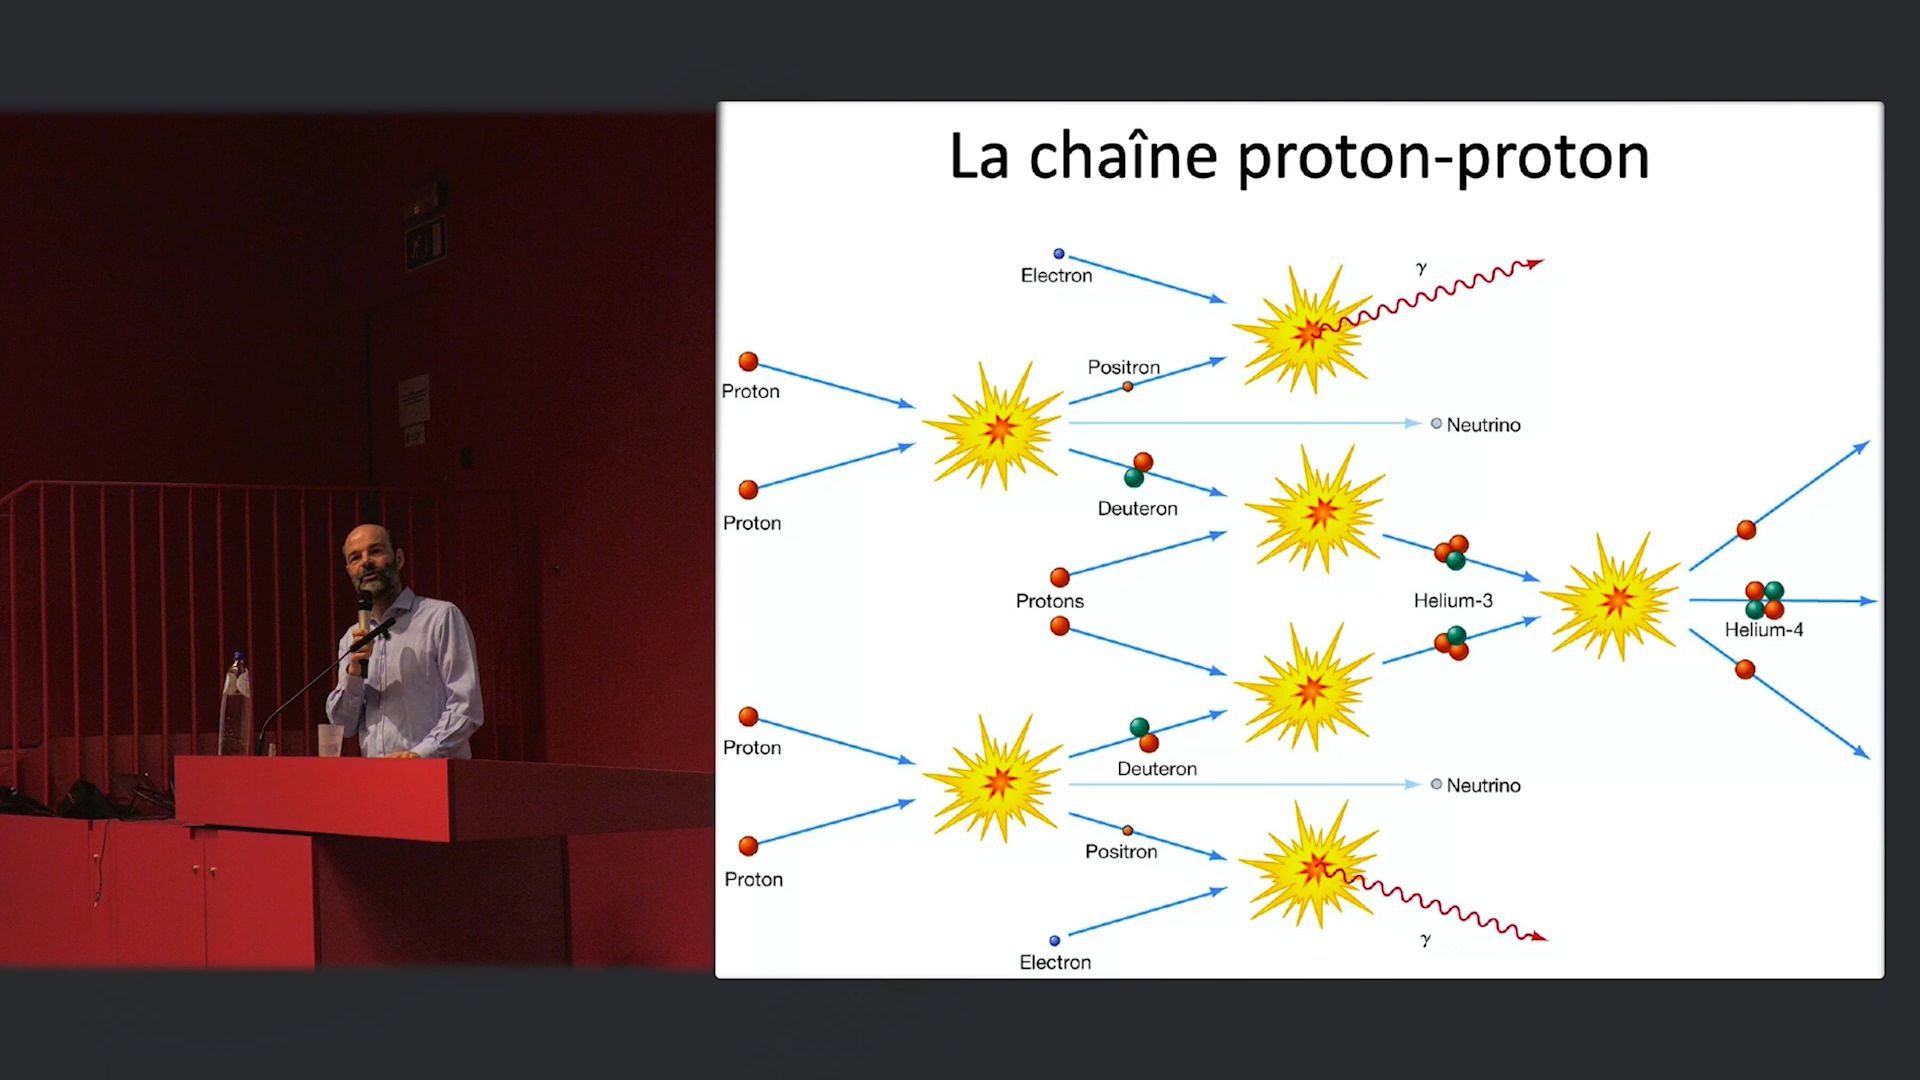 La chaîne proton-proton
Electron
γ
Positron
Proton
Neutrino
Deuteron
Proton
Protons
Helium-3
Helium-4
Proton
Deuteron
Neutrino
Positron
Proton
γ
Electron